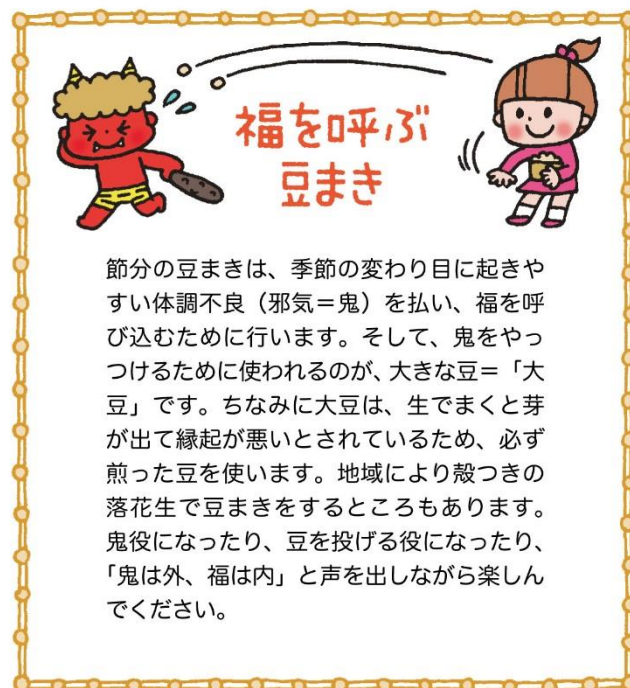 福を呼ぶ
豆まき
節分の豆まきは、季節の変わり目に起きや
すい体調不良（邪気＝鬼）を払い、福を呼
び込むために行います。そして、鬼をやっ
つけるために使われるのが、大きな豆＝「大
豆」です。ちなみに大豆は、生でまくと芽
が出て縁起が悪いとされているため、必ず
煎った豆を使います。地域により殻つきの
落花生で豆まきをするところもあります。
鬼役になったり、豆を投げる役になったり、
「鬼は外、福は内」と声を出しながら楽しん
でください。